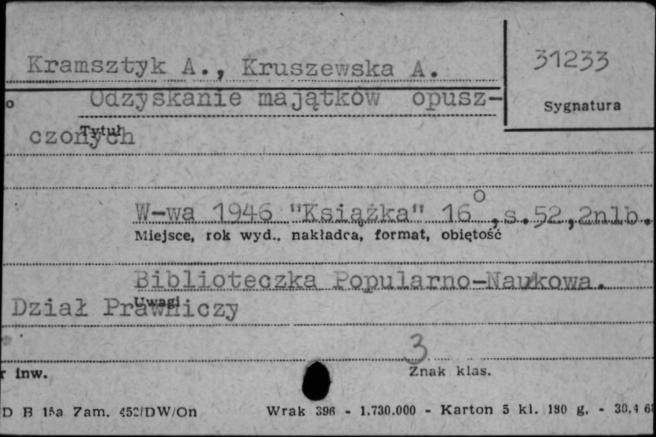 Kramsztyk A., Kruszewska A.
31233
Sygnatura
o
Odzyskanie majątków opusz-
Tytuł
czonych
W-wa 1946 "Książka" 16°,s.52,2nlb.
Miejsce, rok wyd., nakładca, format, objętość
Biblioteczka Popularno-Naukowa.
Uwagi
Dział Prawniczy
3
r inw.
Znak klas.
D B 15a Zam. 452/DW/On Wrak 396 - 1.730.000 - Karton 5 kl. 180 g. - 30.4 68